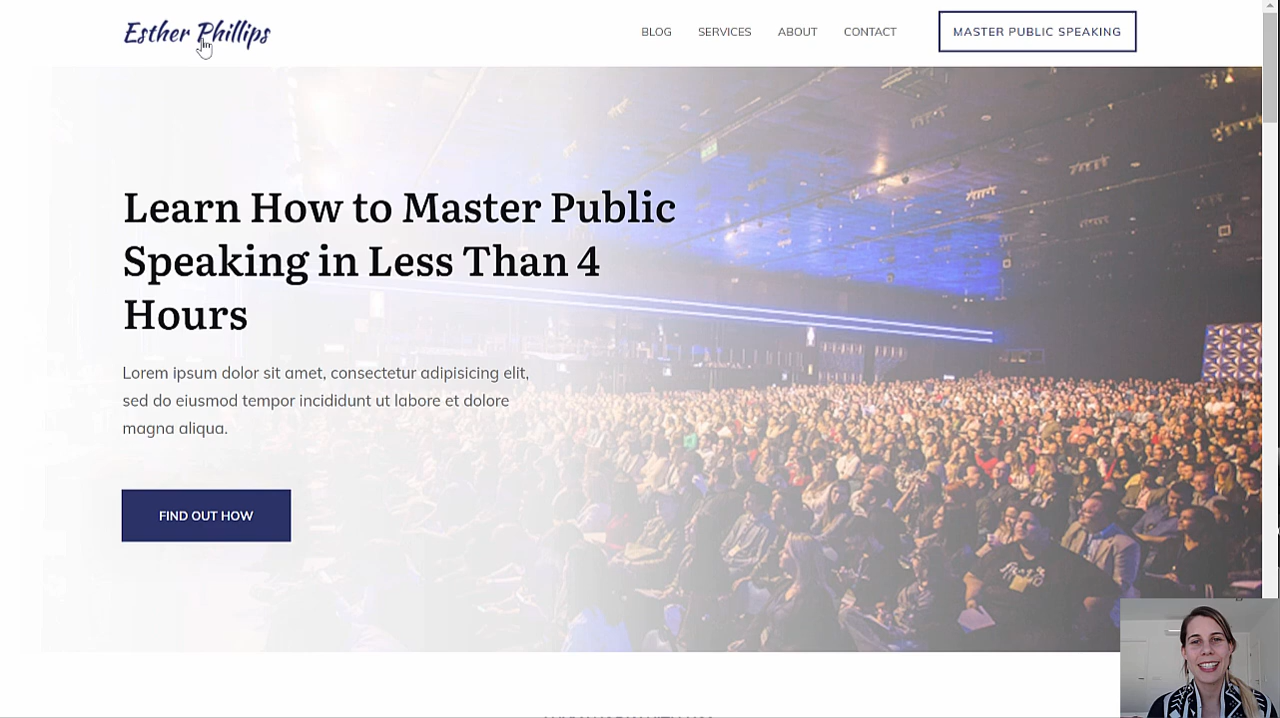 Esther Phillips
BLOG SERVICES ABOUT CONTACT MASTER PUBLIC SPEAKING
Learn How to Master Public
Speaking in Less Than 4
Hours
Lorem ipsum dolor sit amet, consectetur adipisicing elit,
sed do eiusmod tempor incididunt ut labore et dolore
magna aliqua.
FIND OUT HOW